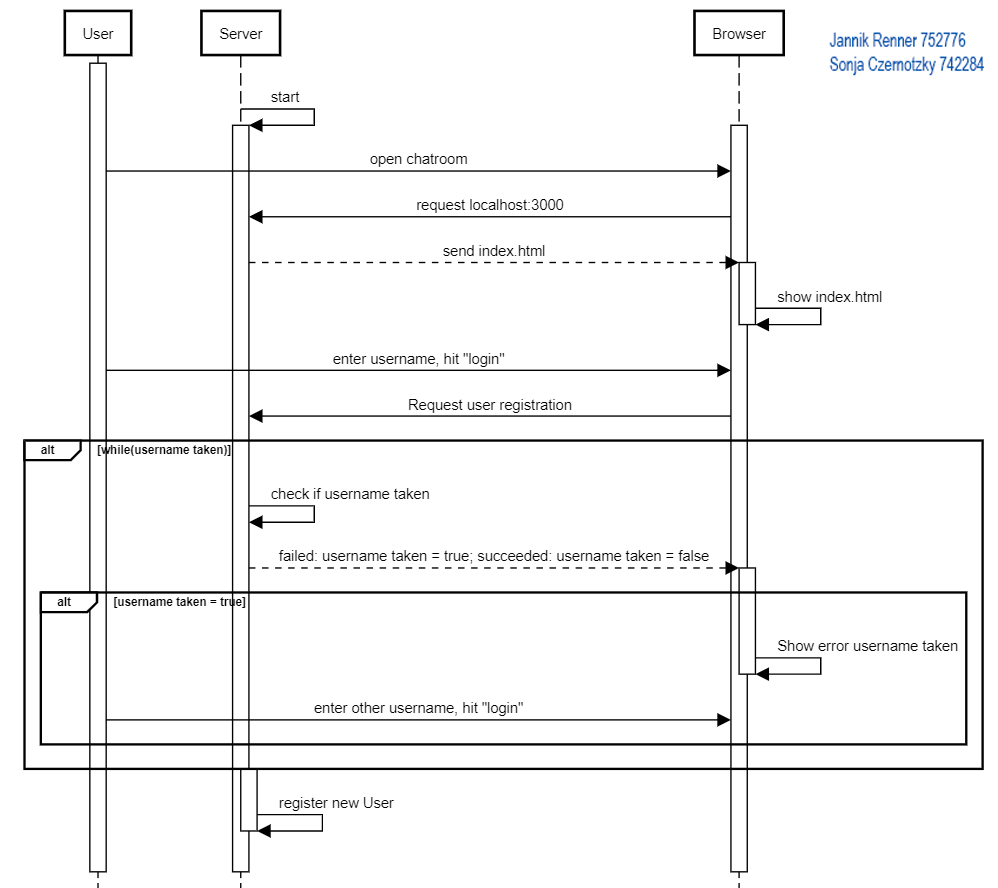 User
Server
Browser
Jannik Renner 752776
Sonja Czernotzky 742284
start
open chatroom
request localhost:3000
send index.html
show index.html
enter username, hit "login"
Request user registration
alt
[while(username taken)]
check if username taken
failed: username taken = true; succeeded: username taken = false
alt
[username taken = true]
Show error username taken
enter other username, hit "login"
register new User